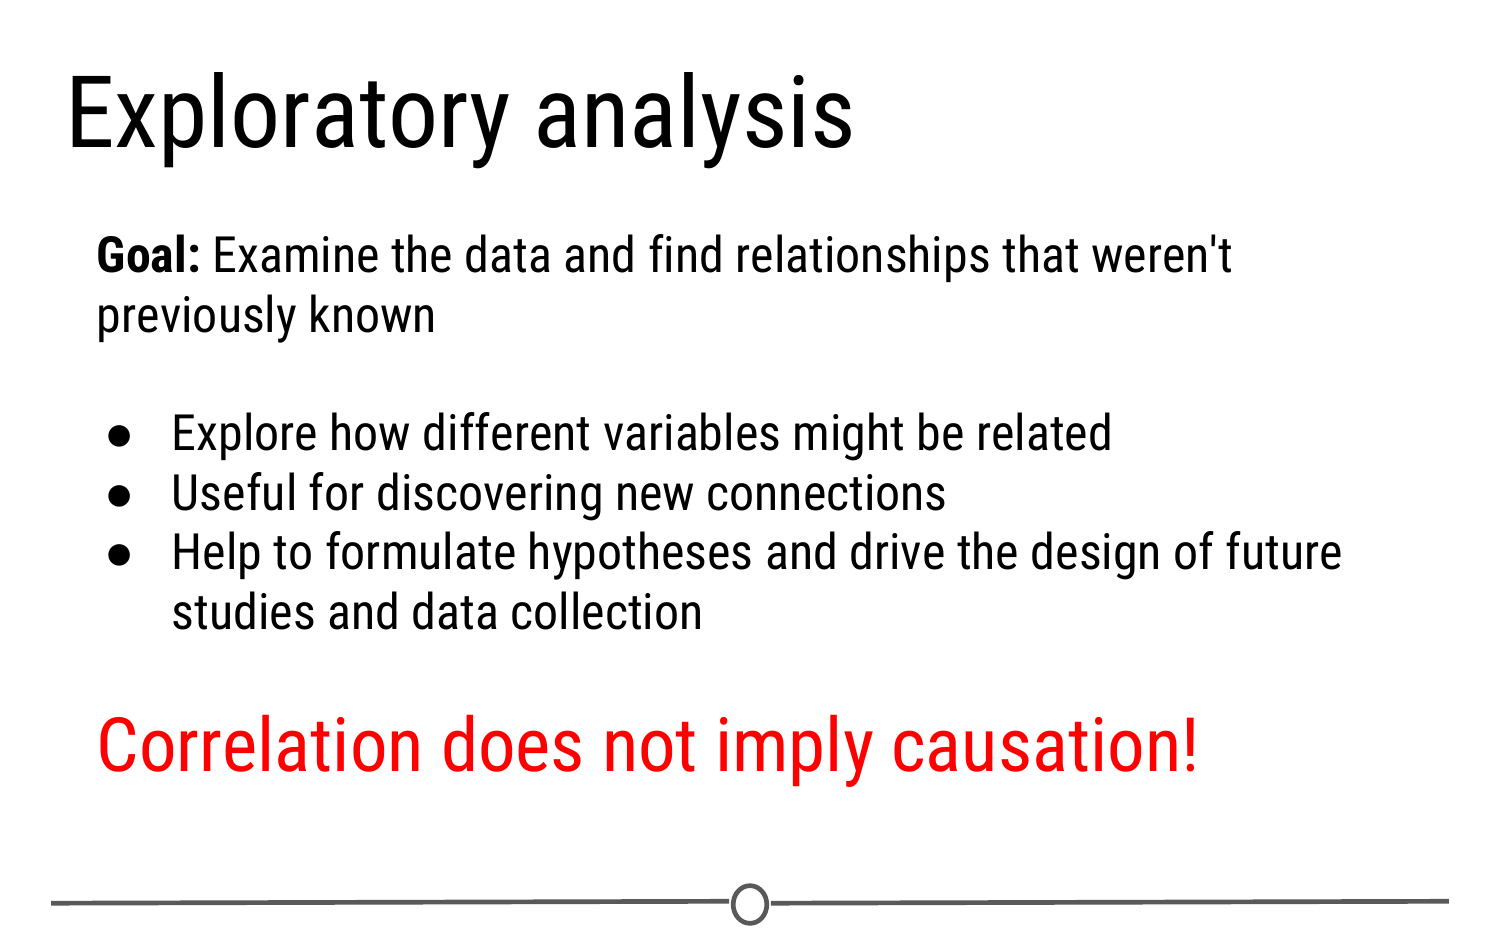 Exploratory analysis
Goal: Examine the data and find relationships that weren't
previously known
● Explore how different variables might be related
● Useful for discovering new connections
● Help to formulate hypotheses and drive the design of future
studies and data collection
Correlation does not imply causation!